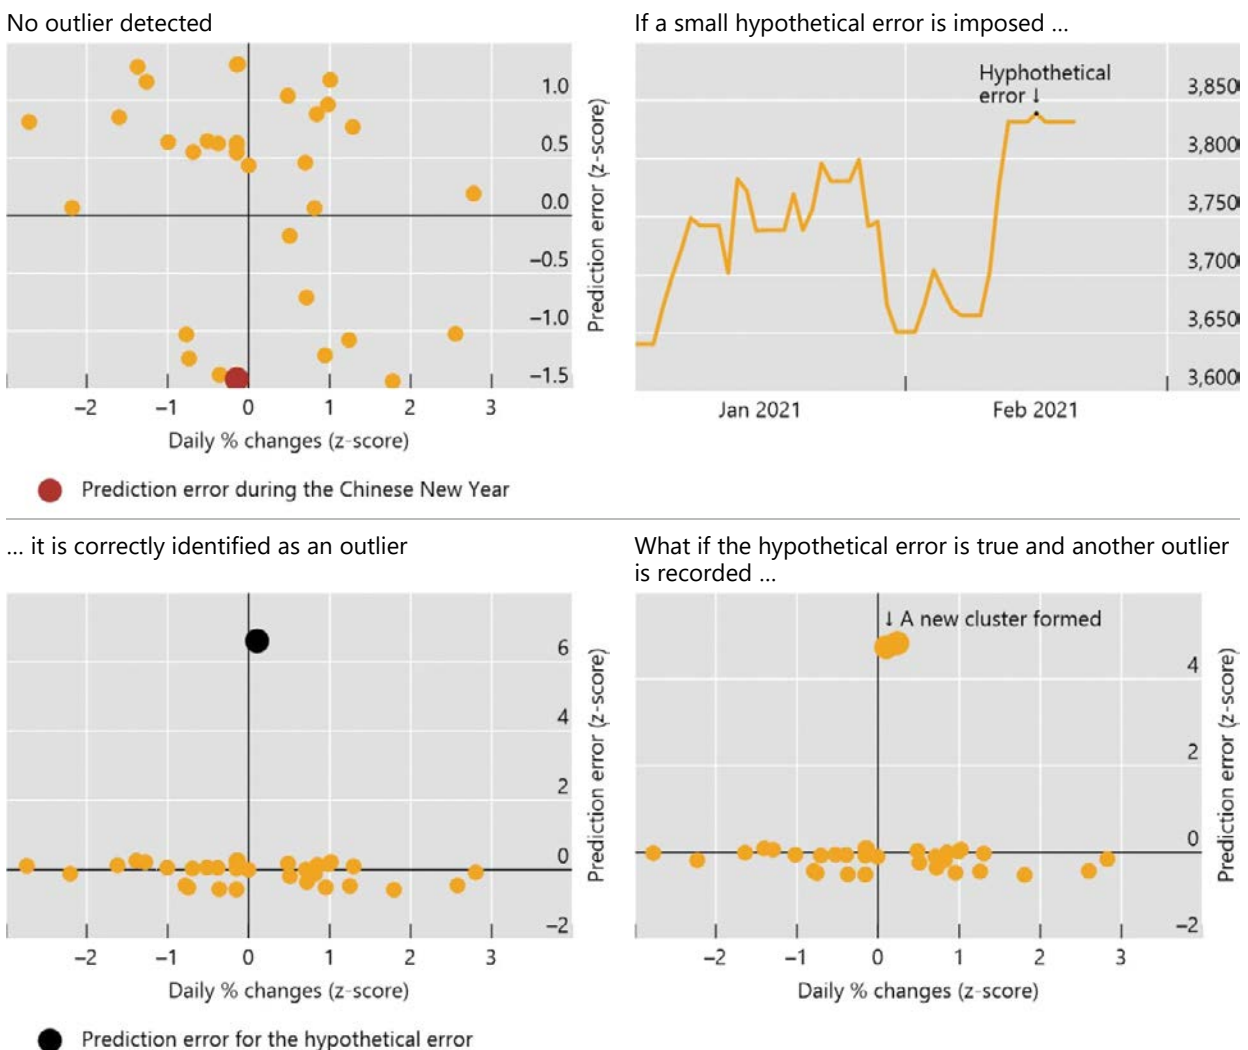 No outlier detected
1.0
0.5
0.0
–0.5
–1.0
–1.5
Prediction error (z-score)
–2 –1 0 1 2 3
Daily % changes (z-score)
Prediction error during the Chinese New Year
If a small hypothetical error is imposed ...
Hyphothetical
error ↓
3,850
3,800
3,750
3,700
3,650
3,600
Jan 2021 Feb 2021
... it is correctly identified as an outlier
6
4
2
0
–2
Prediction error (z-score)
–2 –1 0 1 2 3
Daily % changes (z-score)
Prediction error for the hypothetical error
What if the hypothetical error is true and another outlier
is recorded ...
↓ A new cluster formed
4
2
0
–2
Prediction error (z-score)
–2 –1 0 1 2 3
Daily % changes (z-score)